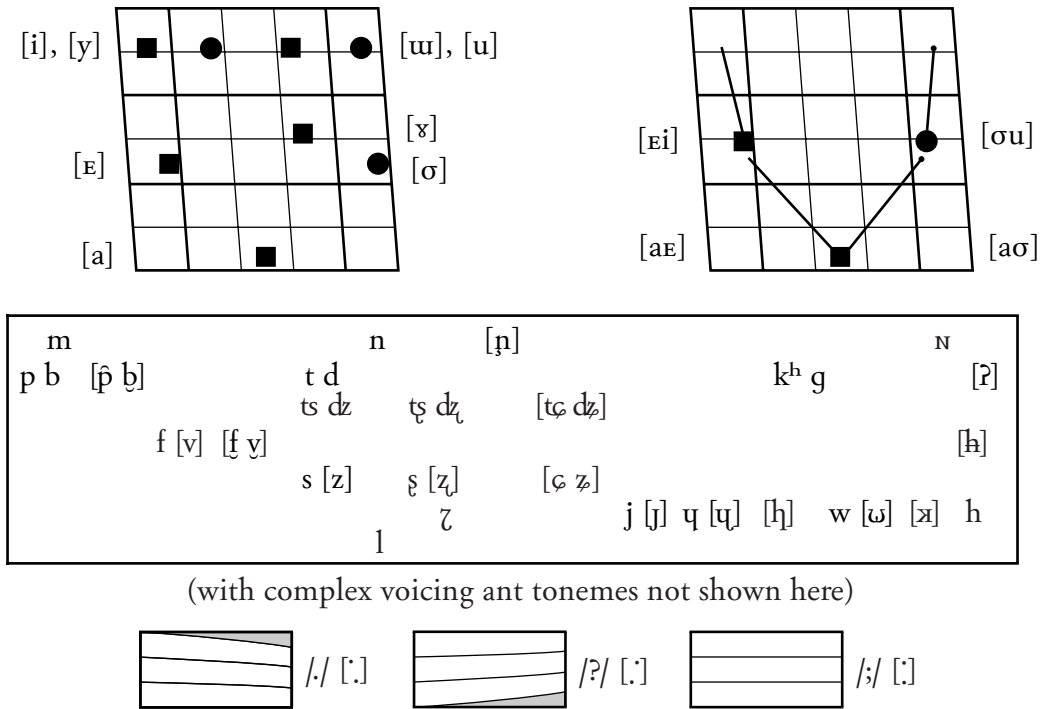 [i], [y] [ɯ], [u]
[ɤ]
[ᴇ] [σ] [ᴇi] [σu]
[a] [aᴇ] [aσ]
m n [ɲ̟] ɴ
p b t d kʰ ɡ [ʔ]
ts dz tʂ dʐ [tɕ dʑ]
f [v] [ɦ]
s [z] ʂ [ʐ] [ɕ ʑ]
j ɥ w h
l
(with complex voicing ant tonemes not shown here)
/./ /?/ /;/